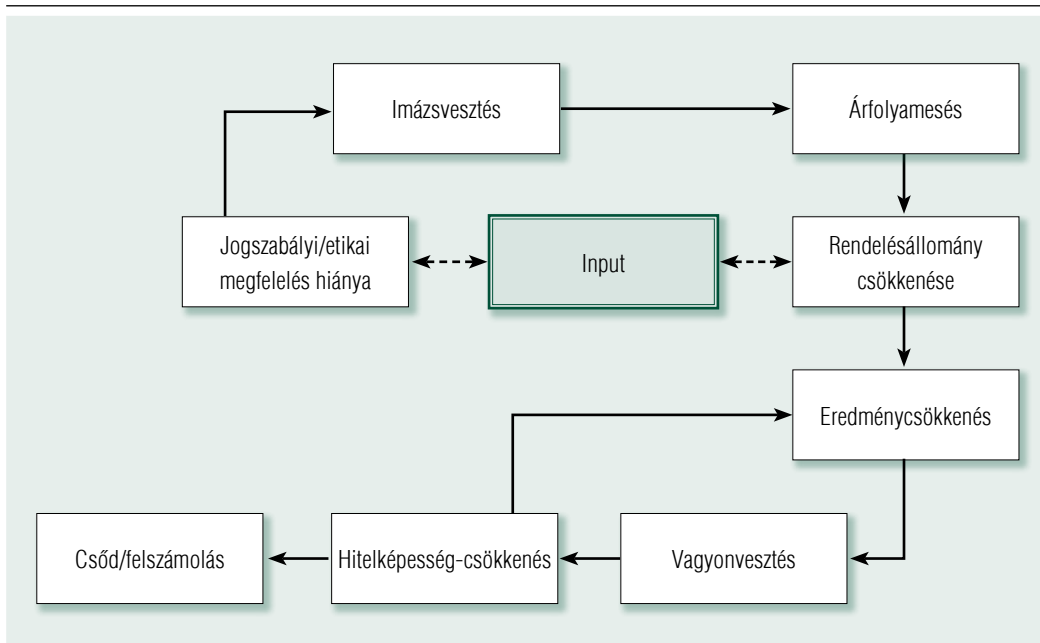 Imázsvesztés
Árfolyamesés
Jogszabályi/etikai
megfelelés hiánya
Input
Rendelésállomány
csökkenése
Eredménycsökkenés
Csőd/felszámolás
Hitelképesség-csökkenés
Vagyonvesztés